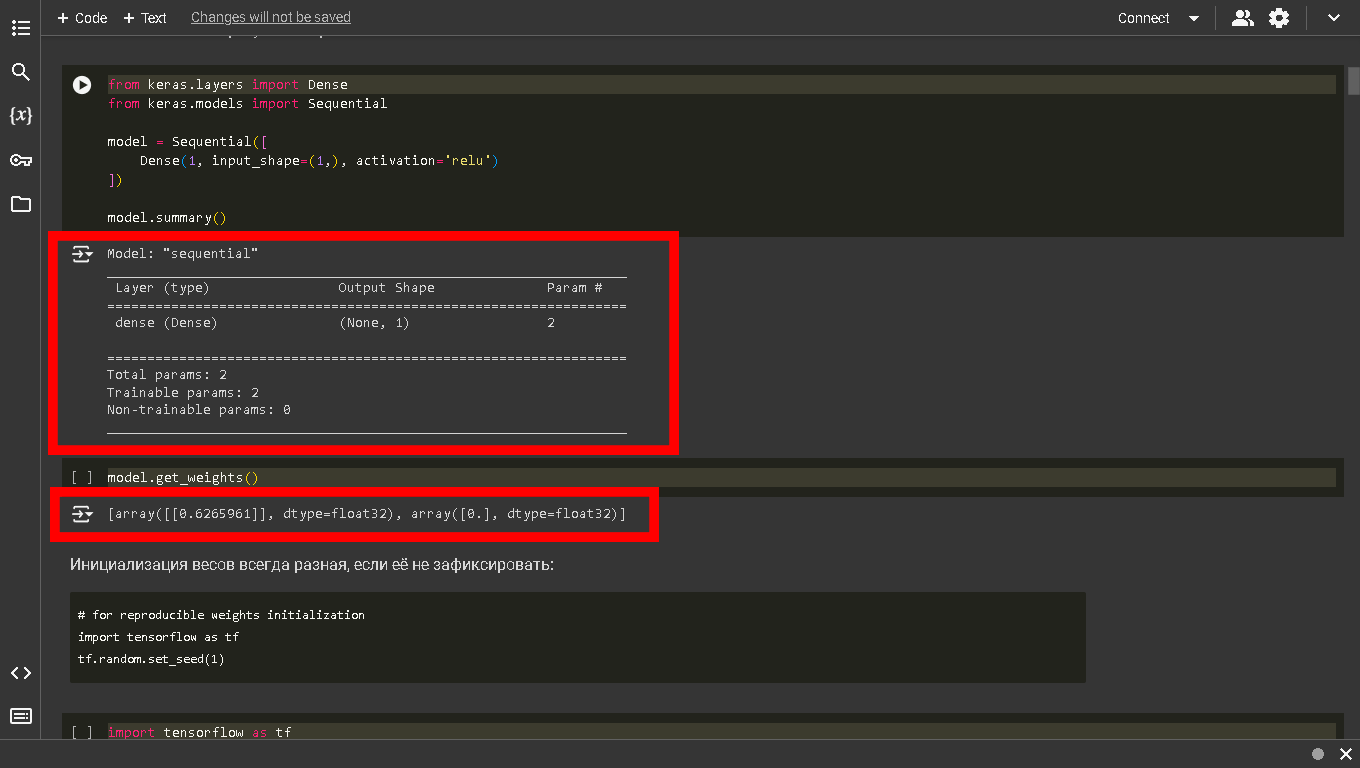 + Code + Text Changes will not be saved Connect
from keras.layers import Dense
from keras.models import Sequential
model = Sequential([
Dense(1, input_shape=(1,), activation='relu')
])
model.summary()
Model: "sequential"
Layer (type) Output Shape Param #
=================================================================
dense (Dense) (None, 1) 2
=================================================================
Total params: 2
Trainable params: 2
Non-trainable params: 0
[ ] model.get_weights()
[array([[0.6265961]], dtype=float32), array([0.], dtype=float32)]
Инициализация весов всегда разная, если её не зафиксировать:
# for reproducible weights initialization
import tensorflow as tf
tf.random.set_seed(1)
[ ] import tensorflow as tf